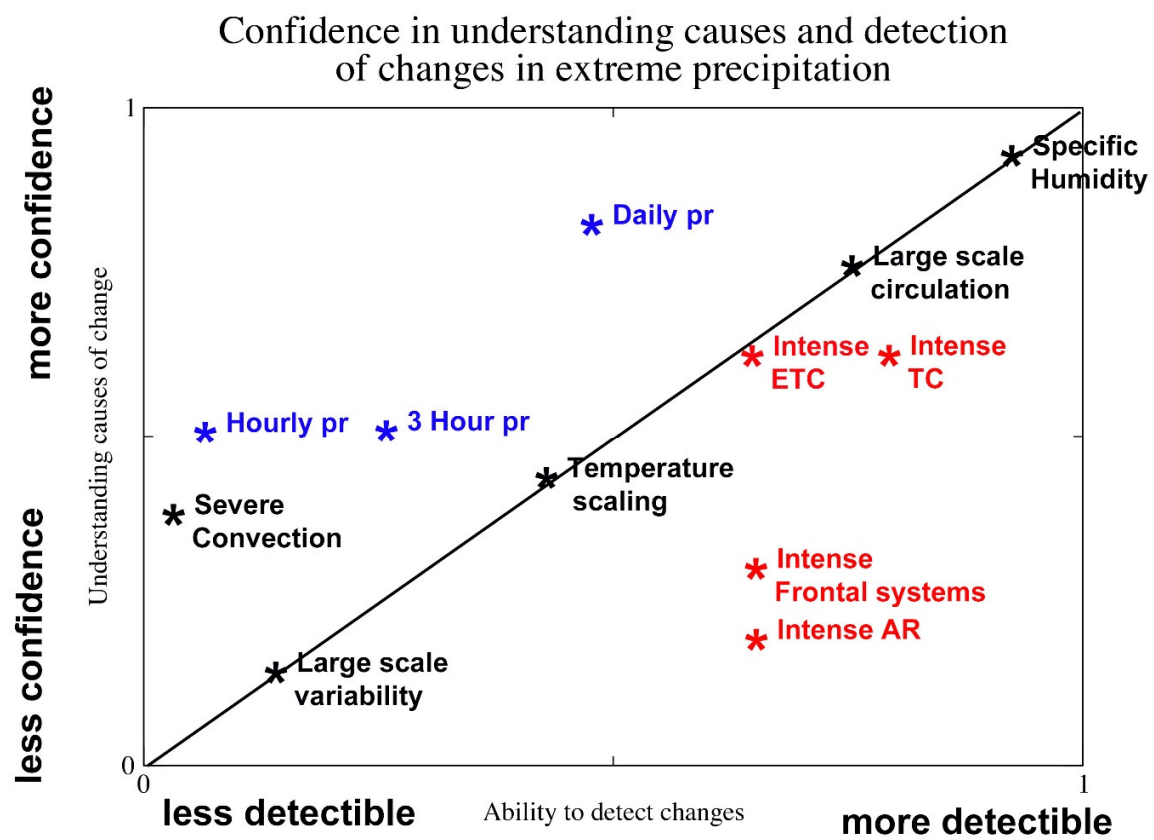 Confidence in understanding causes and detection
of changes in extreme precipitation
more confidence
less confidence
Understanding causes of change
1
0
Specific
Humidity
Daily pr
Large scale
circulation
Intense
ETC
Intense
TC
Hourly pr
3 Hour pr
Temperature
scaling
Severe
Convection
Intense
Frontal systems
Intense AR
Large scale
variability
0
1
less detectible
Ability to detect changes
more detectible